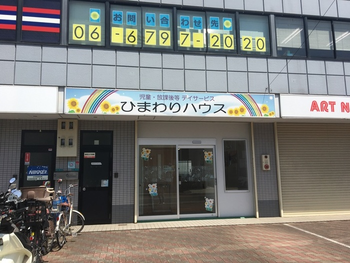 お問い合わせ先
06-6797-2020
児童・放課後等 デイサービス
ひまわりハウス
ART N